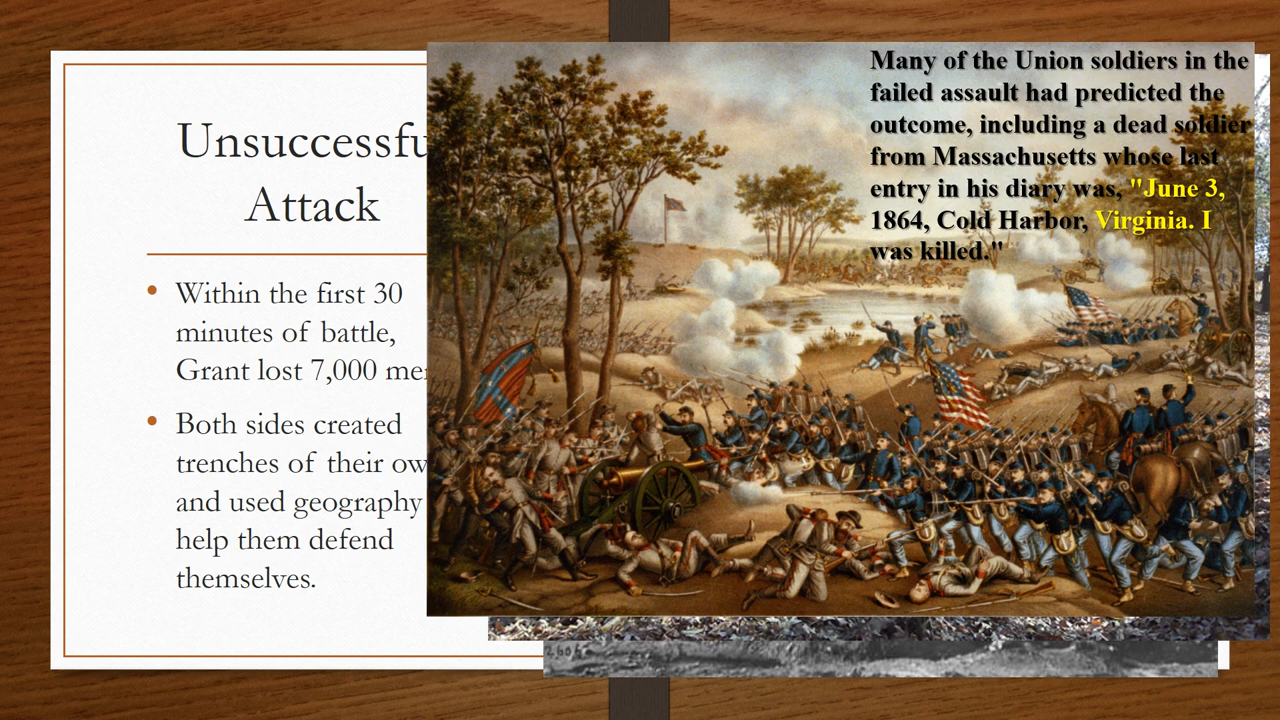 Unsuccessfu
Attack
• Within the first 30
minutes of battle,
Grant lost 7,000 me
• Both sides created
trenches of their ow
and used geography
help them defend
themselves.
Many of the Union soldiers in the
failed assault had predicted the
outcome, including a dead soldier
from Massachusetts whose last
entry in his diary was, "June 3,
1864, Cold Harbor, Virginia. I
was killed."